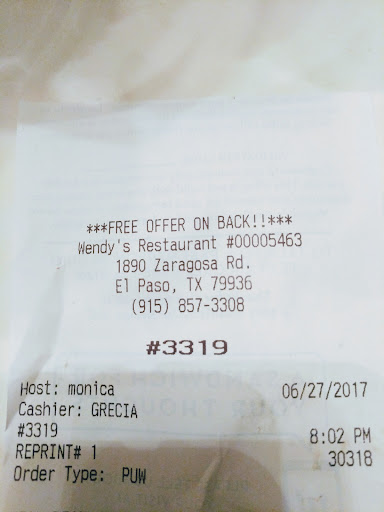 ***FREE OFFER ON BACK!!***
Wendy's Restaurant #00005463
1890 Zaragosa Rd.
El Paso, TX 79936
(915) 857-3308
#3319
Host: monica 06/27/2017
Cashier: GRECIA
#3319 8:02 PM
REPRINT# 1 30318
Order Type: PUW